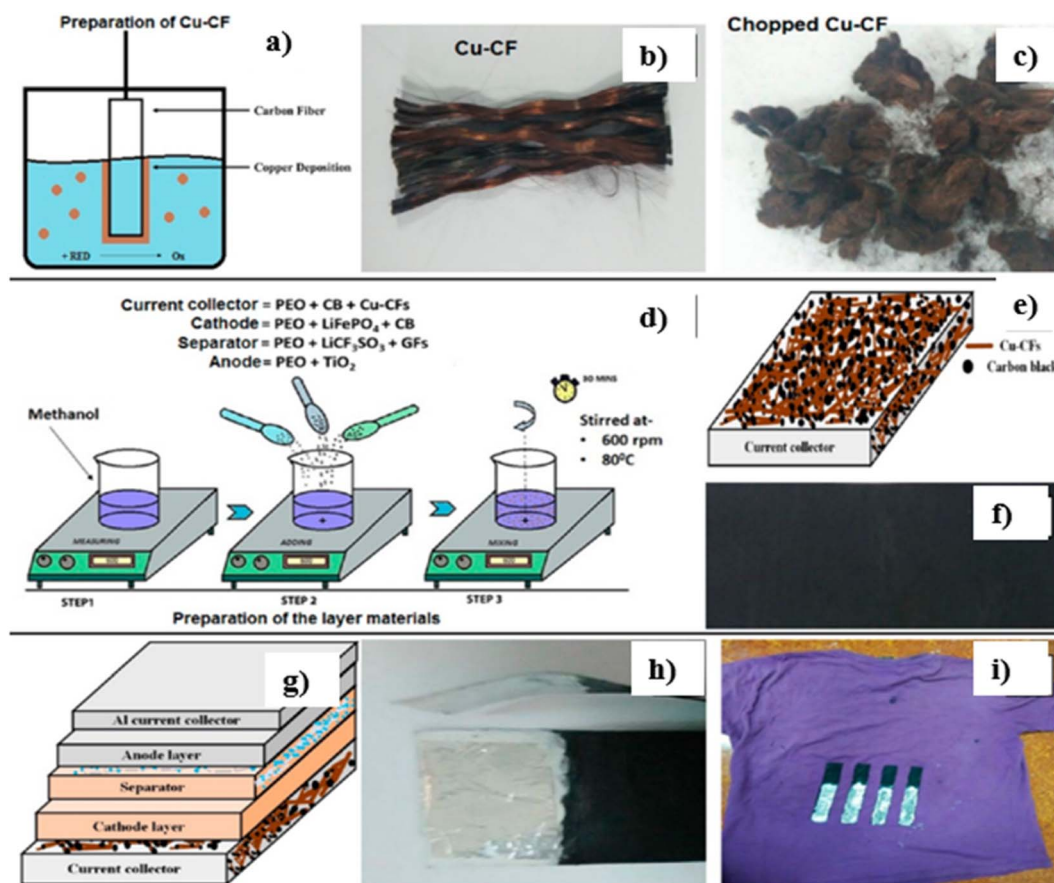 Preparation of Cu-CF
a)
Carbon Fiber
Copper Deposition
+ RED
Ox
Cu-CF
b)
Chopped Cu-CF
c)
Current collector = PEO + CB + Cu-CFs
Cathode = PEO + LiFePO₄ + CB
Separator = PEO + LiCF₃SO₃ + GFs
Anode= PEO + TiO₂
d)
Methanol
30 MINS
Stirred at-
• 600 rpm
• 80⁰C
MEASURING
ADDING
MIXING
STEP1
STEP 2
STEP 3
Preparation of the layer materials
e)
Cu-CFs
Carbon black
Current collector
f)
g)
Al current collector
Anode layer
Separator
Cathode layer
Current collector
h)
i)